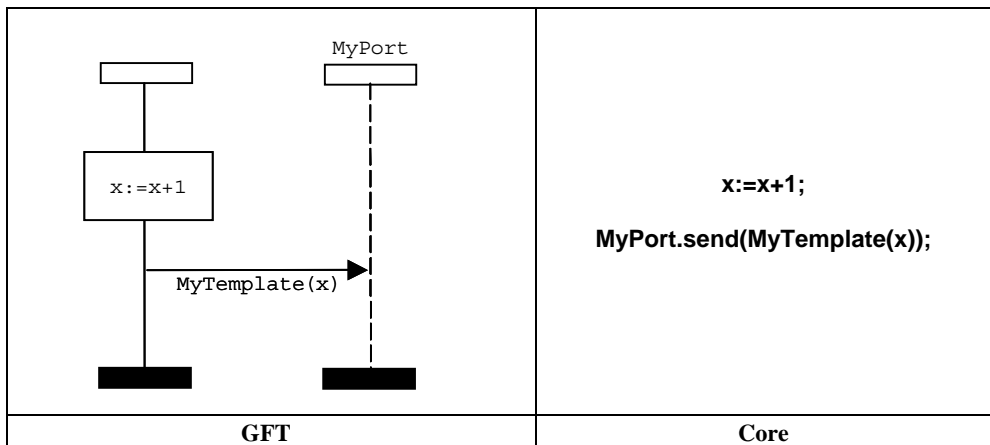 MyPort
x:=x+1
MyTemplate(x)
x:=x+1;
MyPort.send(MyTemplate(x));
GFT
Core